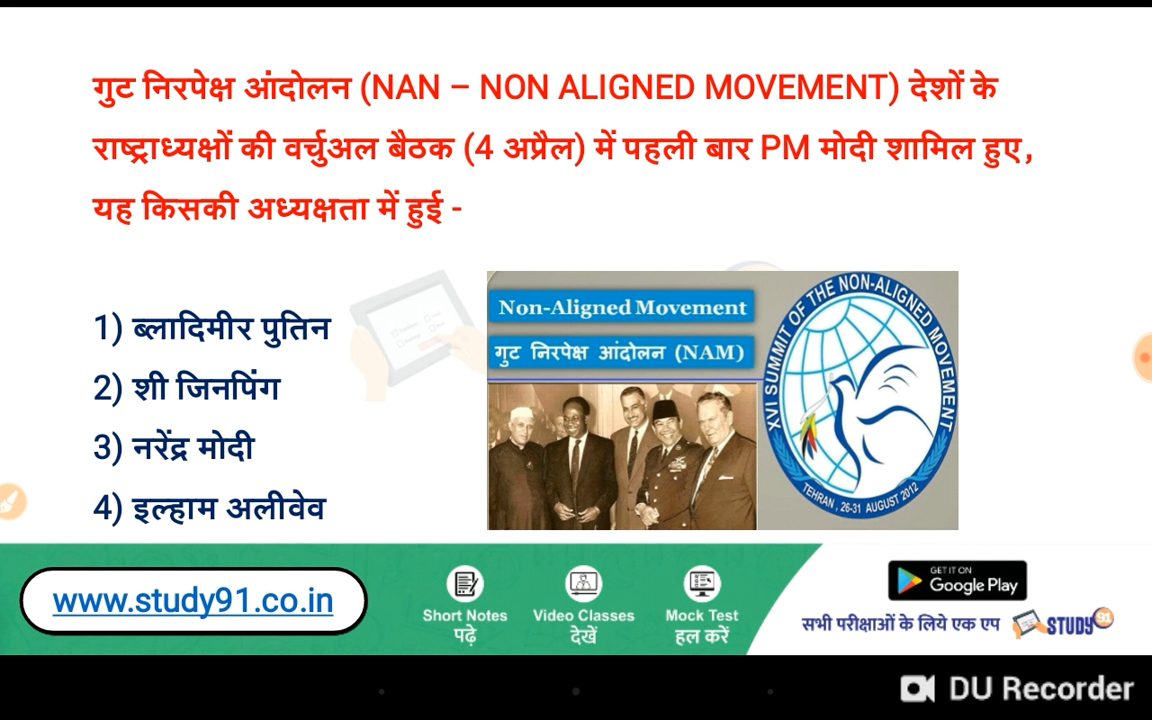 गुट निरपेक्ष आंदोलन (NAN – NON ALIGNED MOVEMENT) देशों के
राष्ट्राध्यक्षों की वर्चुअल बैठक (4 अप्रैल) में पहली बार PM मोदी शामिल हुए,
यह किसकी अध्यक्षता में हुई -
1) ब्लादिमीर पुतिन
2) शी जिनपिंग
3) नरेंद्र मोदी
4) इल्हाम अलीवेव
Non-Aligned Movement
गुट निरपेक्ष आंदोलन (NAM)
XVI SUMMIT OF THE NON-ALIGNED MOVEMENT
TEHRAN, 26-31 AUGUST 2012
www.study91.co.in
Short Notes
पढ़े
Video Classes
देखें
Mock Test
हल करें
GET IT ON
Google Play
सभी परीक्षाओं के लिये एक एप
STUDY 91
DU Recorder